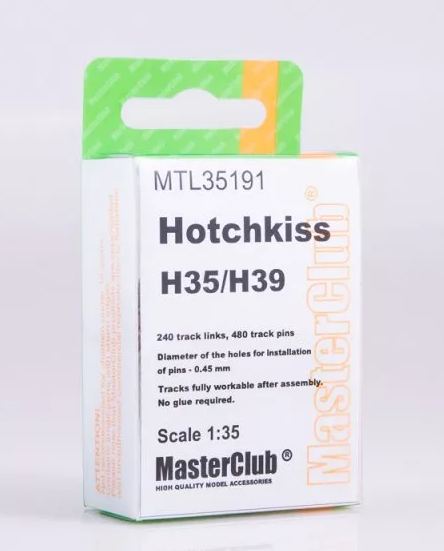 MTL35191
Hotchkiss
H35/H39
240 track links, 480 track pins
Diameter of the holes for installation
of pins - 0.45 mm
Tracks fully workable after assembly.
No glue required.
Scale 1:35
MasterClub®
HIGH QUALITY MODEL ACCESSORIES
MasterClub®
ATTENTION!